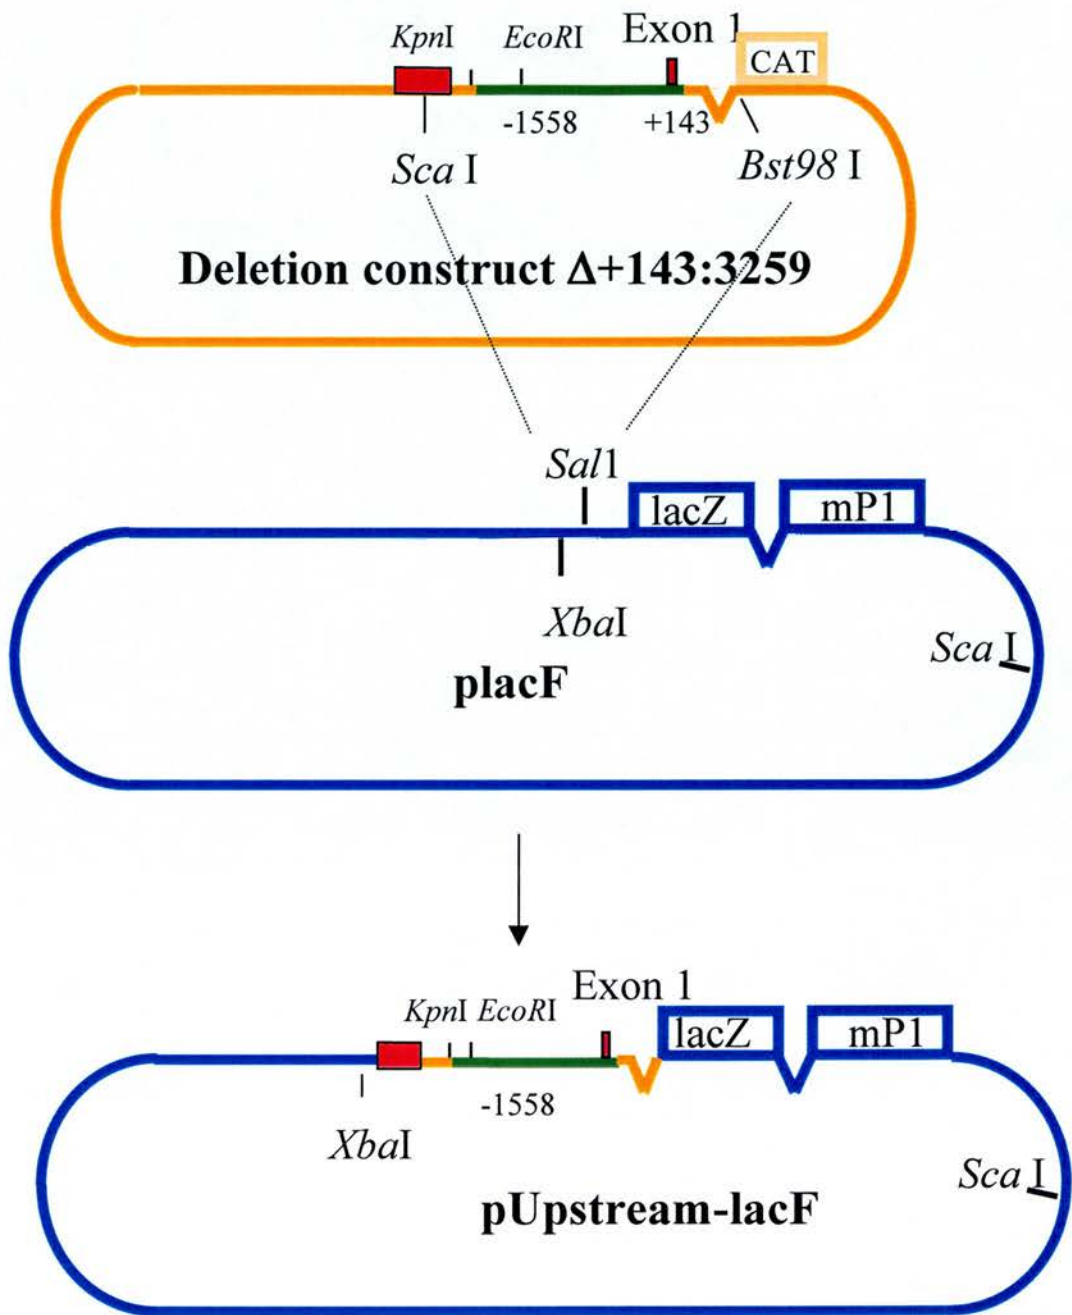 KpnI EcoRI Exon 1
CAT
-1558 +143
Sca I Bst98 I
Deletion construct Δ+143:3259
Sal1
lacZ mP1
XbaI
Sca I
placF
Exon 1
KpnI EcoRI
lacZ mP1
-1558
XbaI
Sca I
pUpstream-lacF